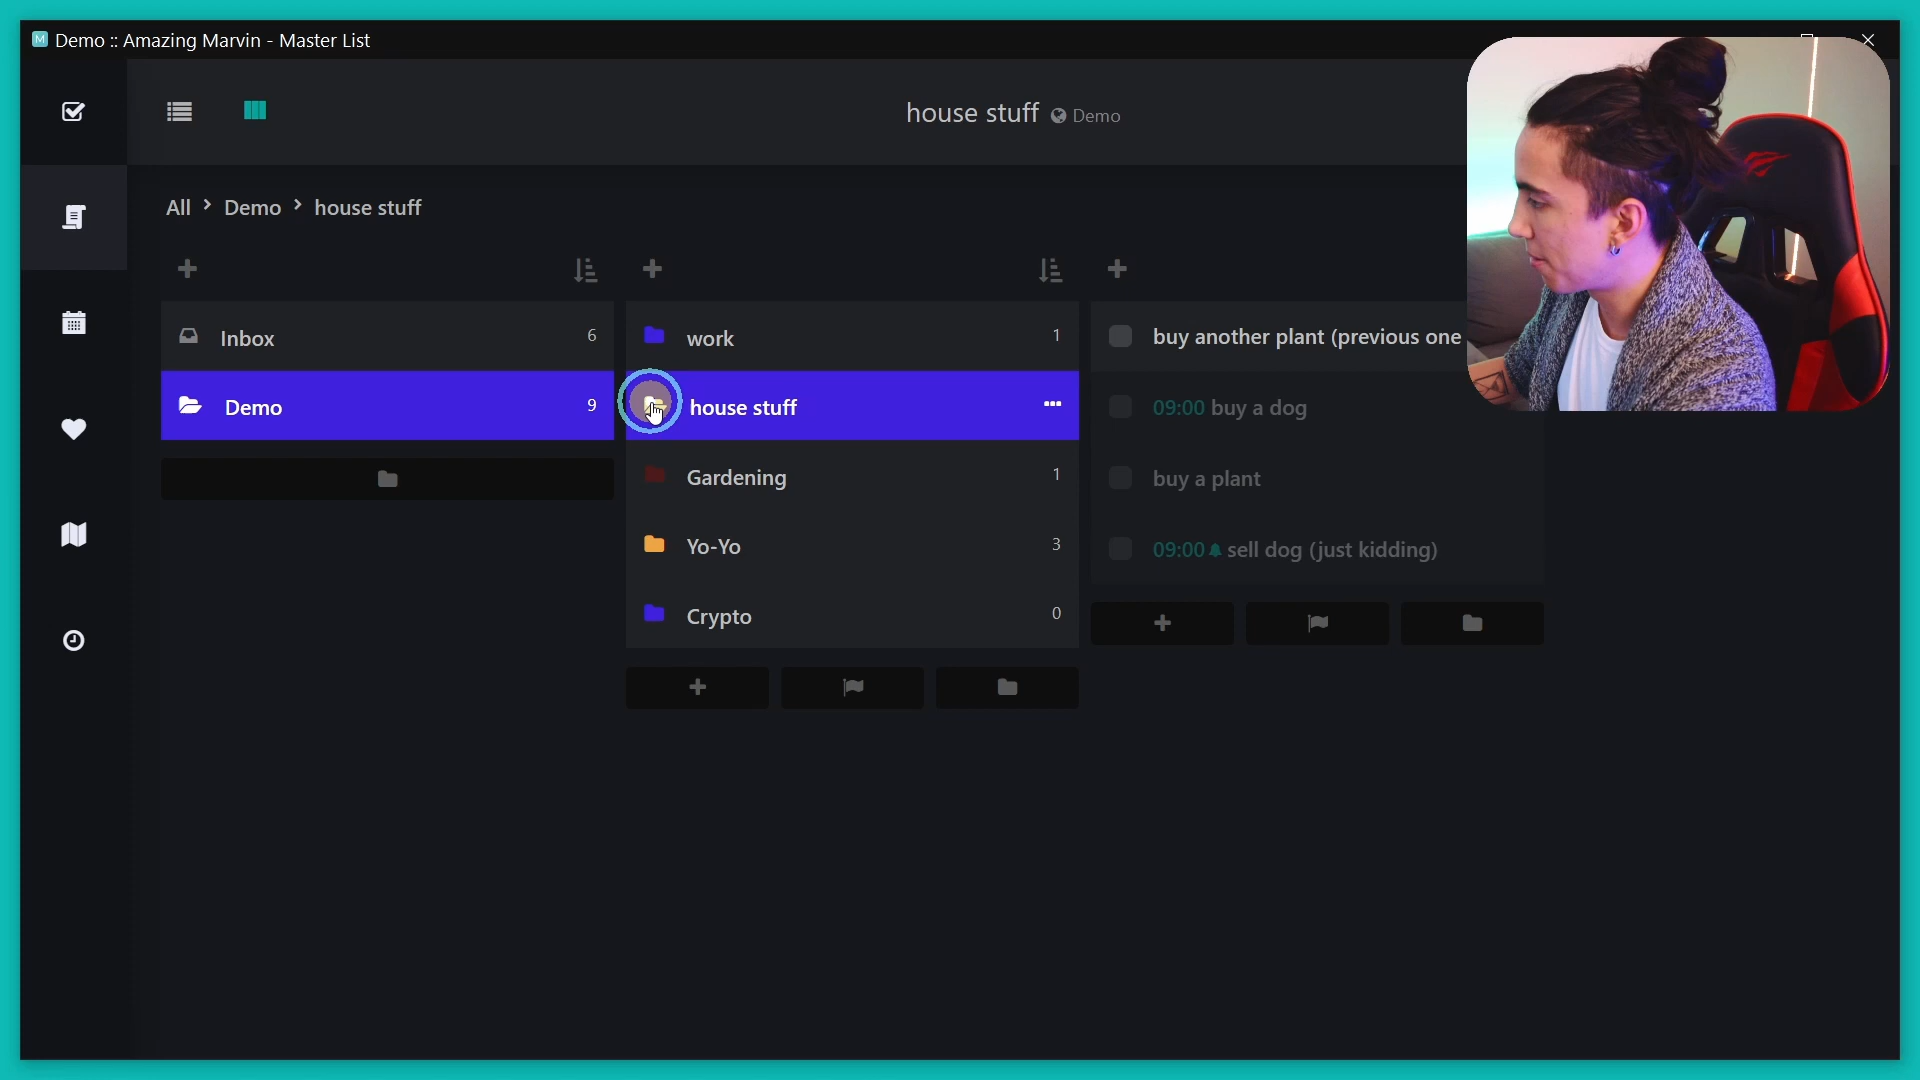 M Demo :: Amazing Marvin - Master List
house stuff Demo
All > Demo > house stuff
Inbox 6
Demo 9
work 1
house stuff
Gardening 1
Yo-Yo 3
Crypto 0
buy another plant (previous one
09:00 buy a dog
buy a plant
09:00 sell dog (just kidding)